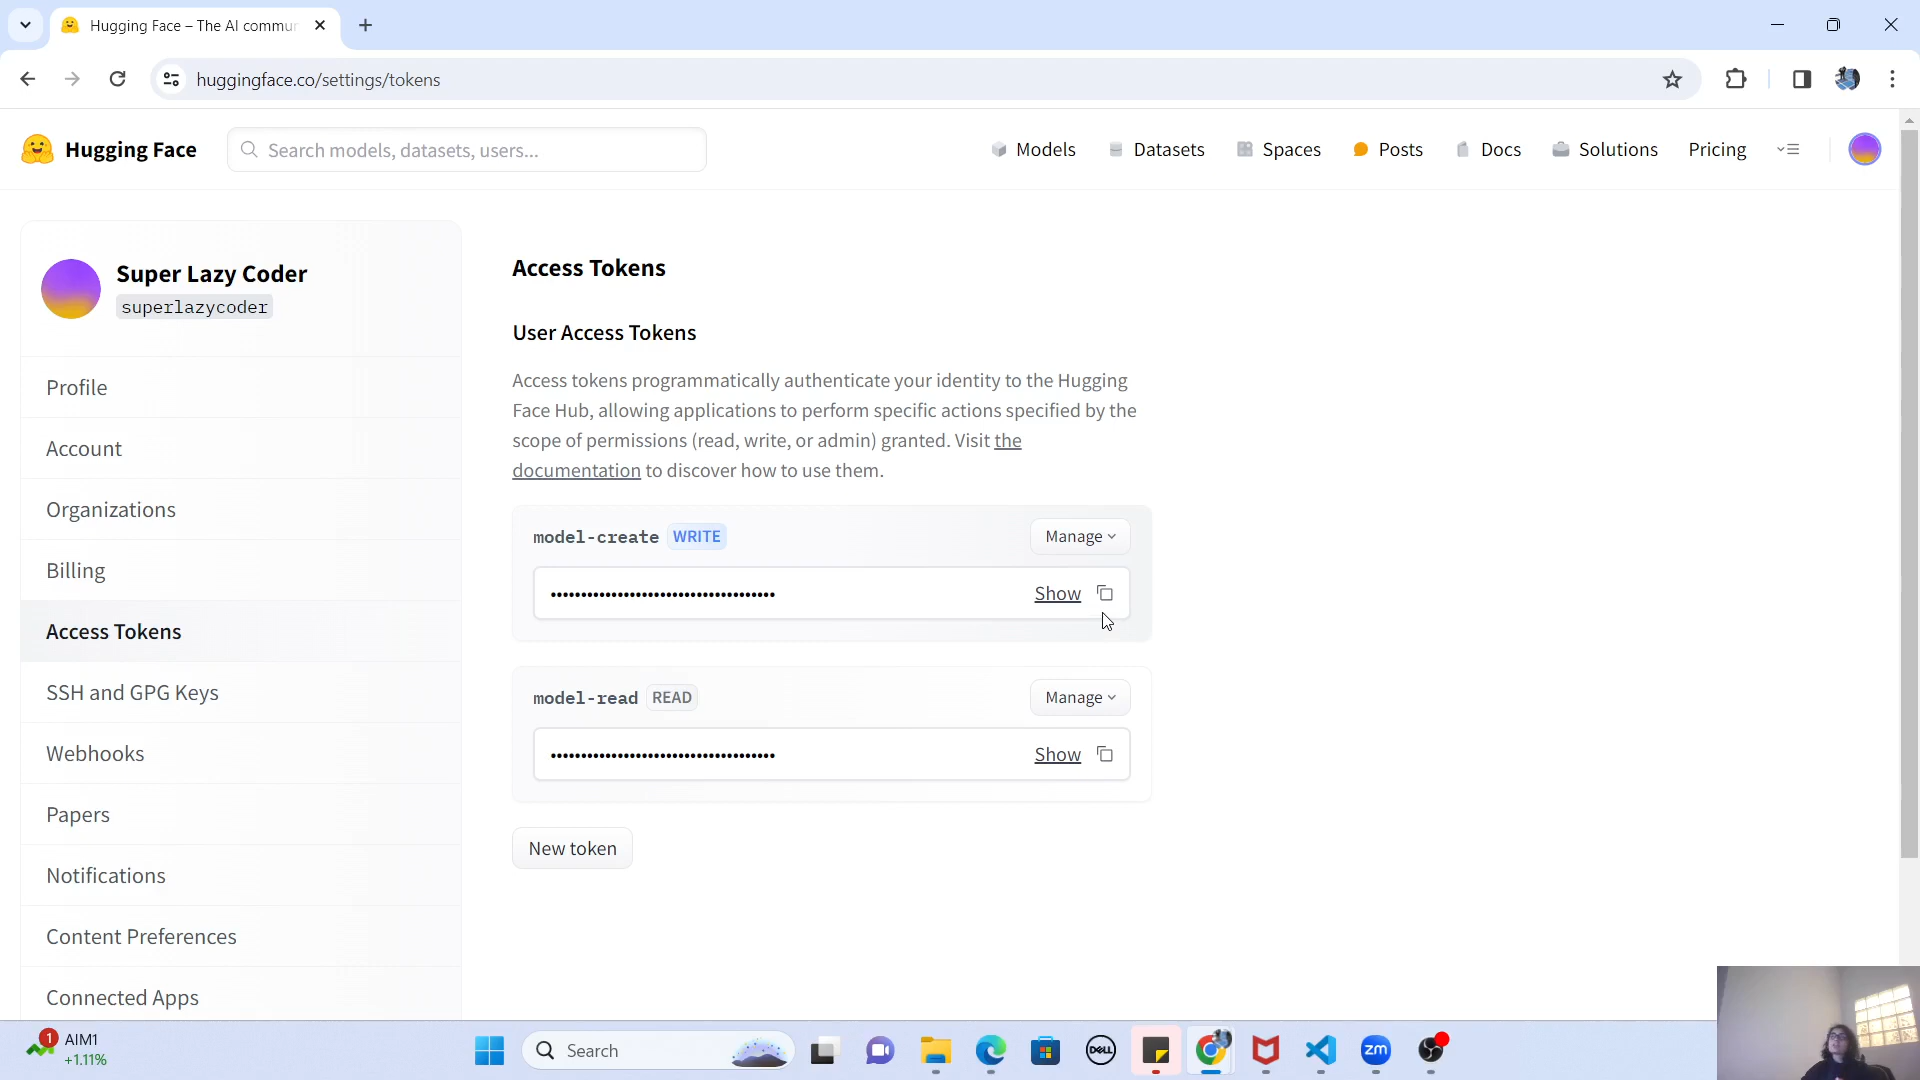 Hugging Face – The AI commun
huggingface.co/settings/tokens
Hugging Face
Search models, datasets, users...
Models
Datasets
Spaces
Posts
Docs
Solutions
Pricing
Super Lazy Coder
superlazycoder
Profile
Account
Organizations
Billing
Access Tokens
SSH and GPG Keys
Webhooks
Papers
Notifications
Content Preferences
Connected Apps
Access Tokens
User Access Tokens
Access tokens programmatically authenticate your identity to the Hugging
Face Hub, allowing applications to perform specific actions specified by the
scope of permissions (read, write, or admin) granted. Visit the
documentation to discover how to use them.
model-create WRITE
Manage
•••••••••••••••••••••••••••••••••••••
Show
model-read READ
Manage
•••••••••••••••••••••••••••••••••••••
Show
New token
1
AIM1
+1.11%
Search
DELL
zm